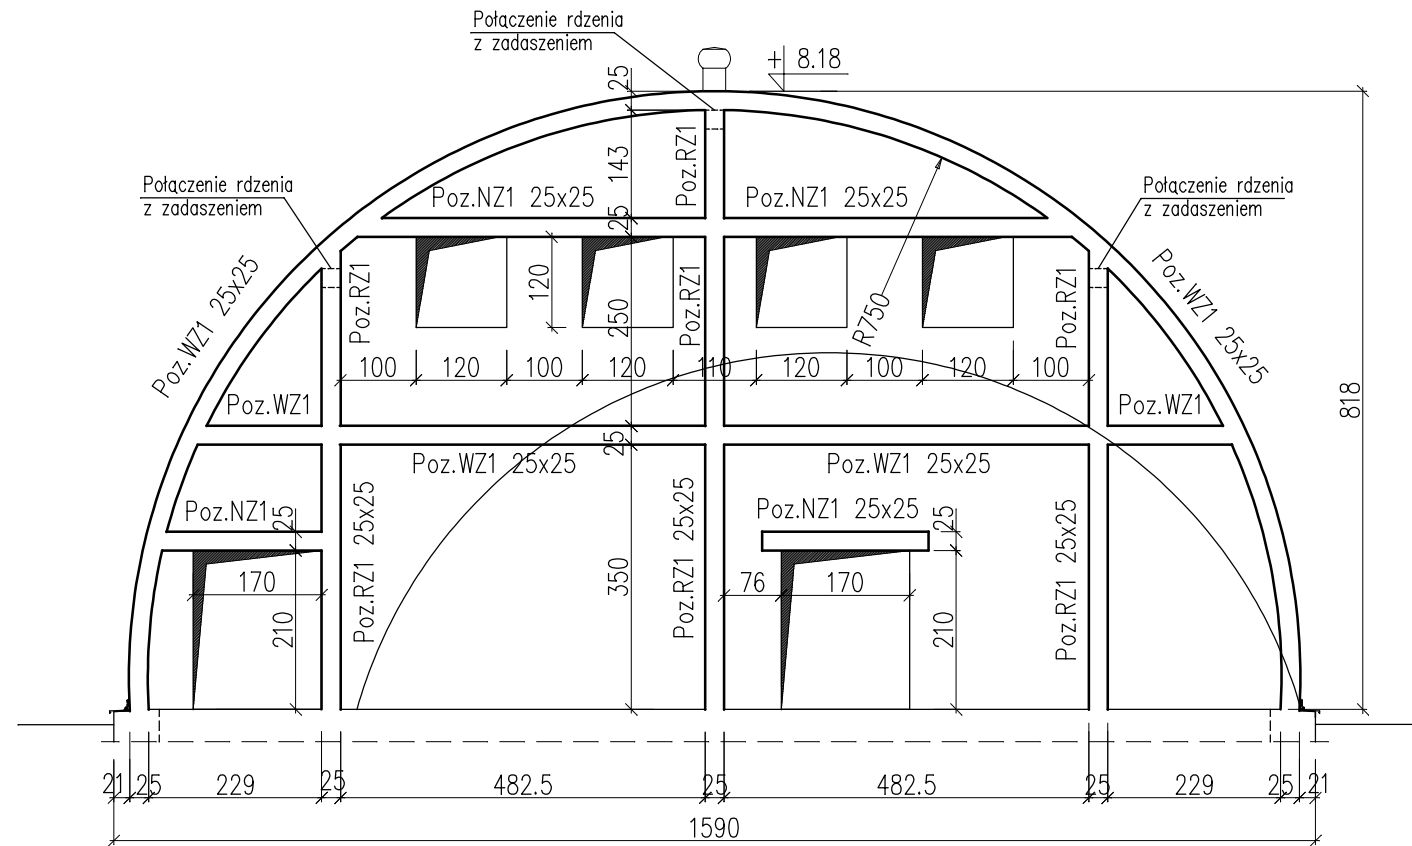 Połączenie rdzenia
z zadaszeniem
+ 8.18
25
143
Poz.RZ1
Połączenie rdzenia
z zadaszeniem
Poz.NZ1 25x25
Poz.NZ1 25x25
Połączenie rdzenia
z zadaszeniem
25
Poz.WZ1 25x25
Poz.RZ1
120
250
Poz.RZ1
R750
Poz.RZ1
Poz.WZ1 25x25
100
120
100
120
110
120
100
120
100
818
Poz.WZ1
Poz.WZ1
25
Poz.WZ1 25x25
Poz.WZ1 25x25
Poz.NZ1
25
Poz.RZ1 25x25
350
Poz.RZ1 25x25
Poz.NZ1 25x25
25
Poz.RZ1 25x25
170
210
76
170
210
21
25
229
25
482.5
25
482.5
25
229
25
21
1590